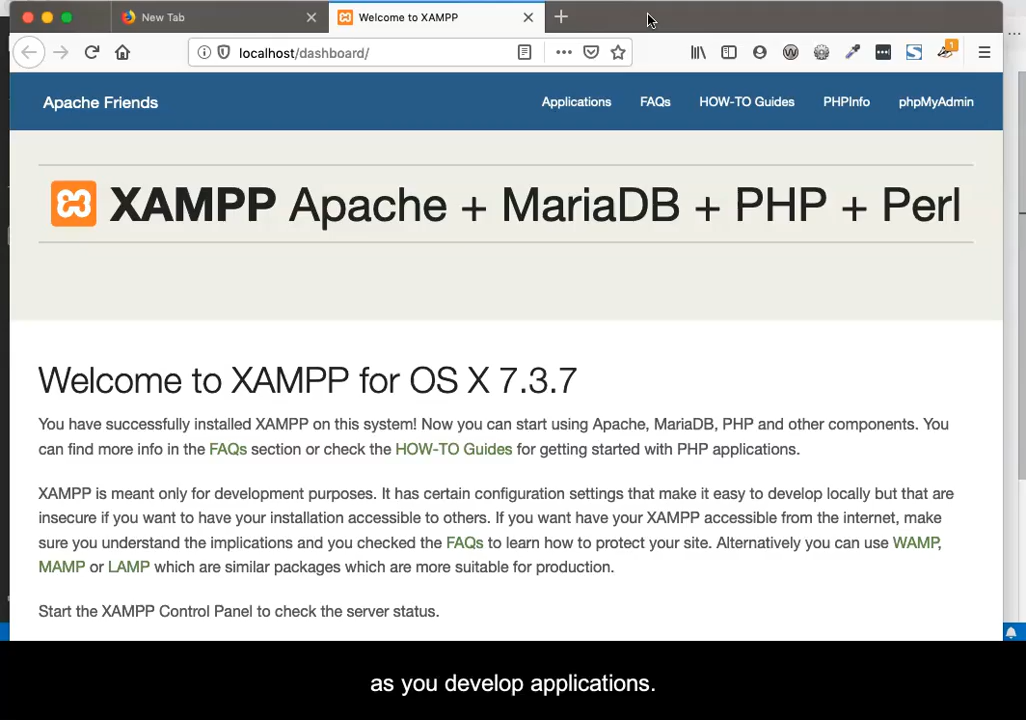 New Tab
Welcome to XAMPP
localhost/dashboard/
1
Apache Friends
Applications
FAQs
HOW-TO Guides
PHPInfo
phpMyAdmin
XAMPP Apache + MariaDB + PHP + Perl
Welcome to XAMPP for OS X 7.3.7
You have successfully installed XAMPP on this system! Now you can start using Apache, MariaDB, PHP and other components. You
can find more info in the FAQs section or check the HOW-TO Guides for getting started with PHP applications.
XAMPP is meant only for development purposes. It has certain configuration settings that make it easy to develop locally but that are
insecure if you want to have your installation accessible to others. If you want have your XAMPP accessible from the internet, make
sure you understand the implications and you checked the FAQs to learn how to protect your site. Alternatively you can use WAMP,
MAMP or LAMP which are similar packages which are more suitable for production.
Start the XAMPP Control Panel to check the server status.
as you develop applications.